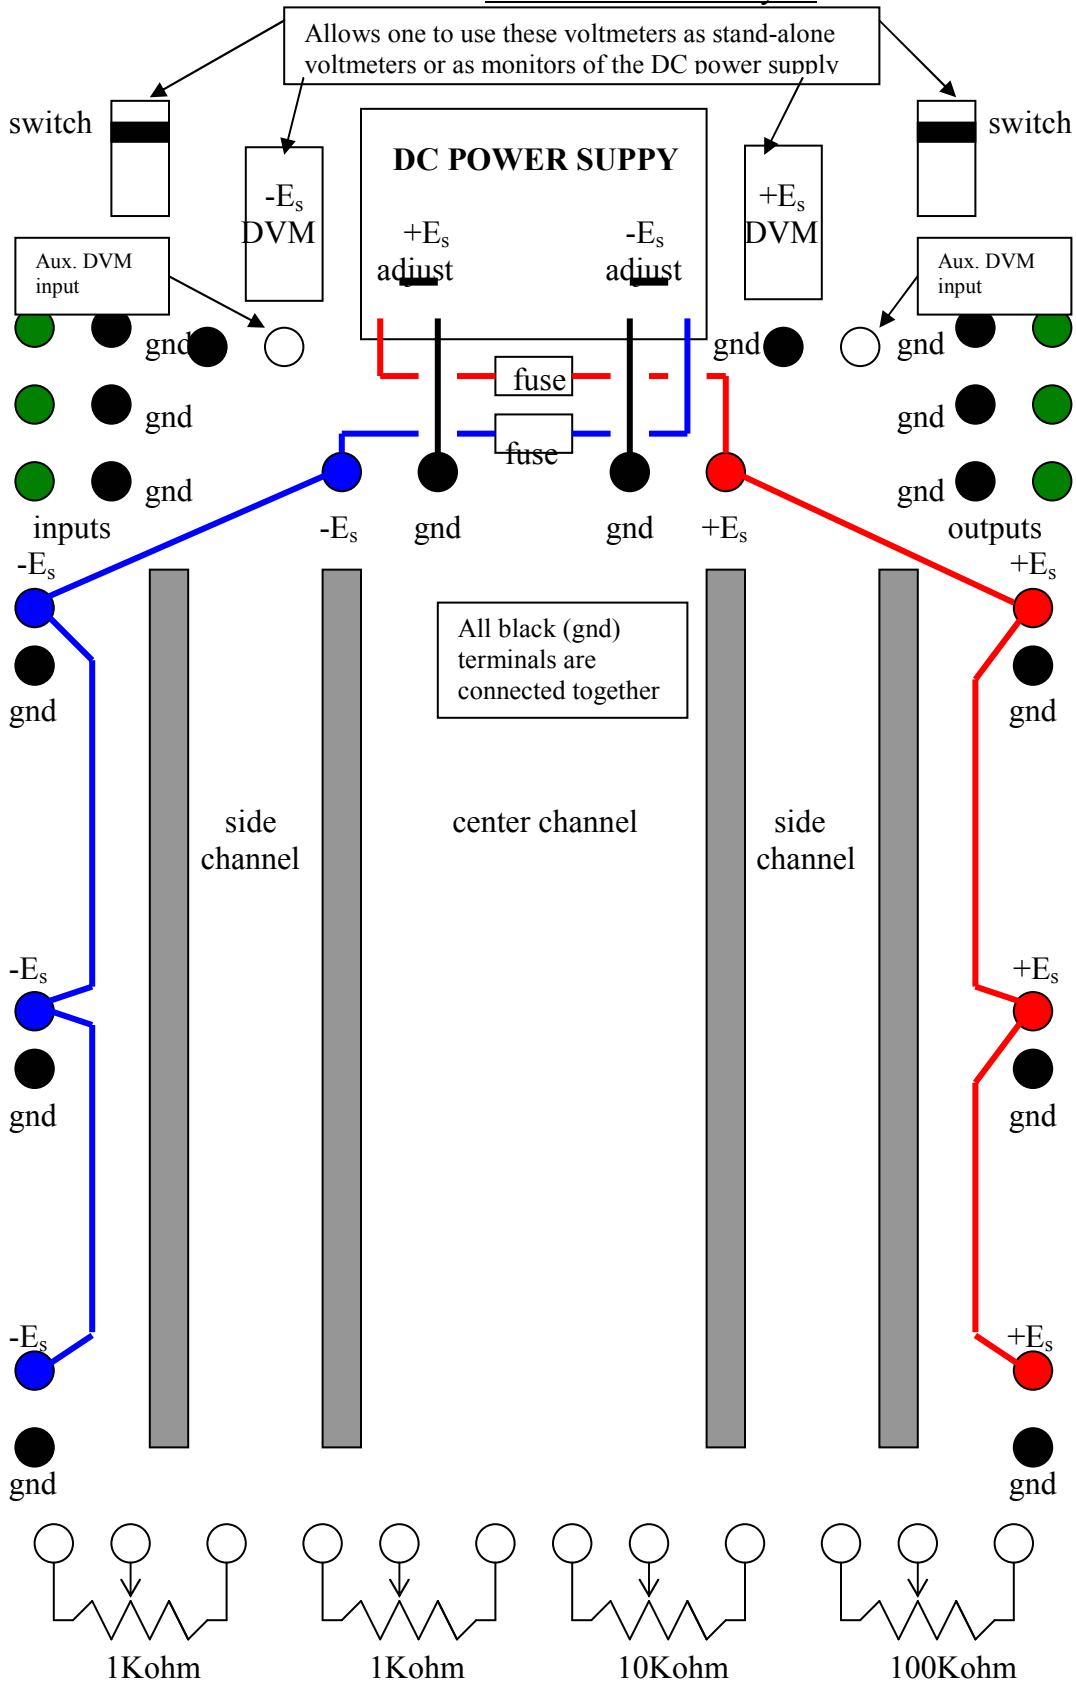 Allows one to use these voltmeters as stand-alone
voltmeters or as monitors of the DC power supply
switch
switch
DC POWER SUPPY
-Es
DVM
+Es
DVM
+Es
adjust
-Es
adjust
Aux. DVM
input
Aux. DVM
input
gnd
gnd
gnd
fuse
gnd
gnd
fuse
gnd
gnd
inputs
-Es
gnd
gnd
+Es
outputs
-Es
+Es
All black (gnd)
terminals are
connected together
gnd
gnd
side
channel
center channel
side
channel
-Es
+Es
gnd
gnd
-Es
+Es
gnd
gnd
1Kohm
1Kohm
10Kohm
100Kohm